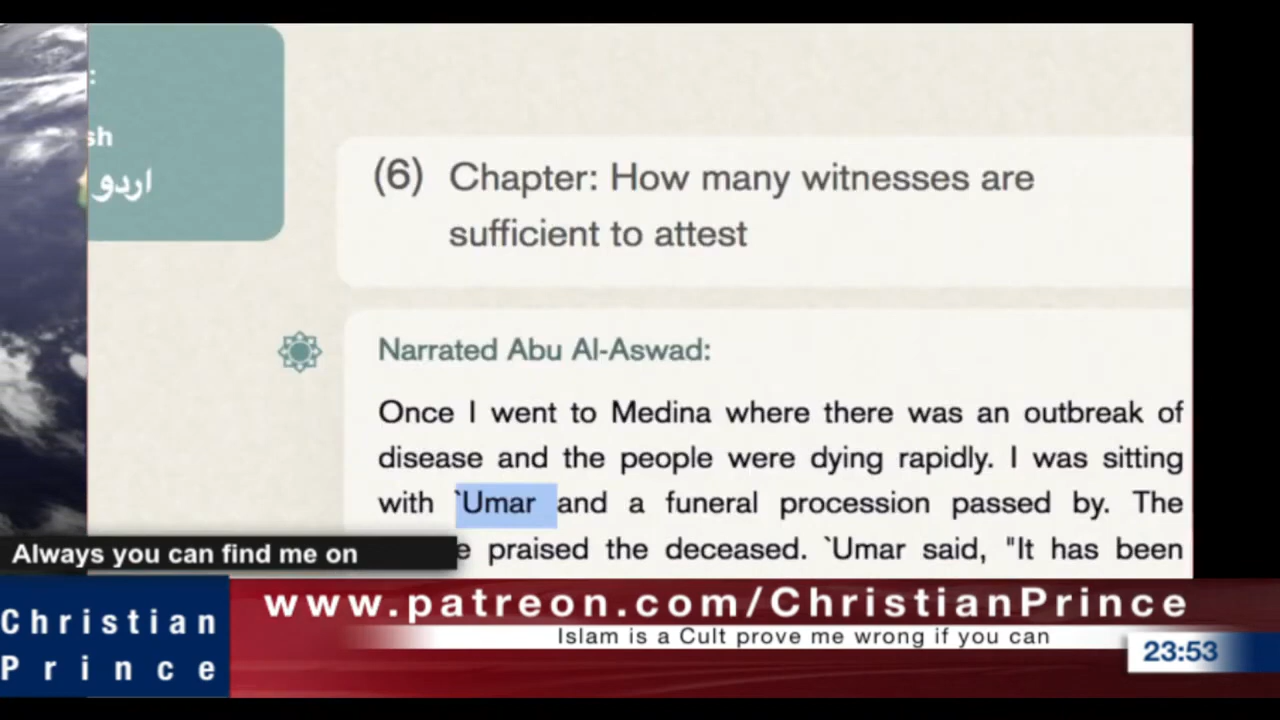 :
sh
اردو
(6) Chapter: How many witnesses are
sufficient to attest
Narrated Abu Al-Aswad:
Once I went to Medina where there was an outbreak of
disease and the people were dying rapidly. I was sitting
with `Umar and a funeral procession passed by. The
e praised the deceased. `Umar said, "It has been
Always you can find me on
www.patreon.com/ChristianPrince
Islam is a Cult prove me wrong if you can
Christian
Prince
23:53